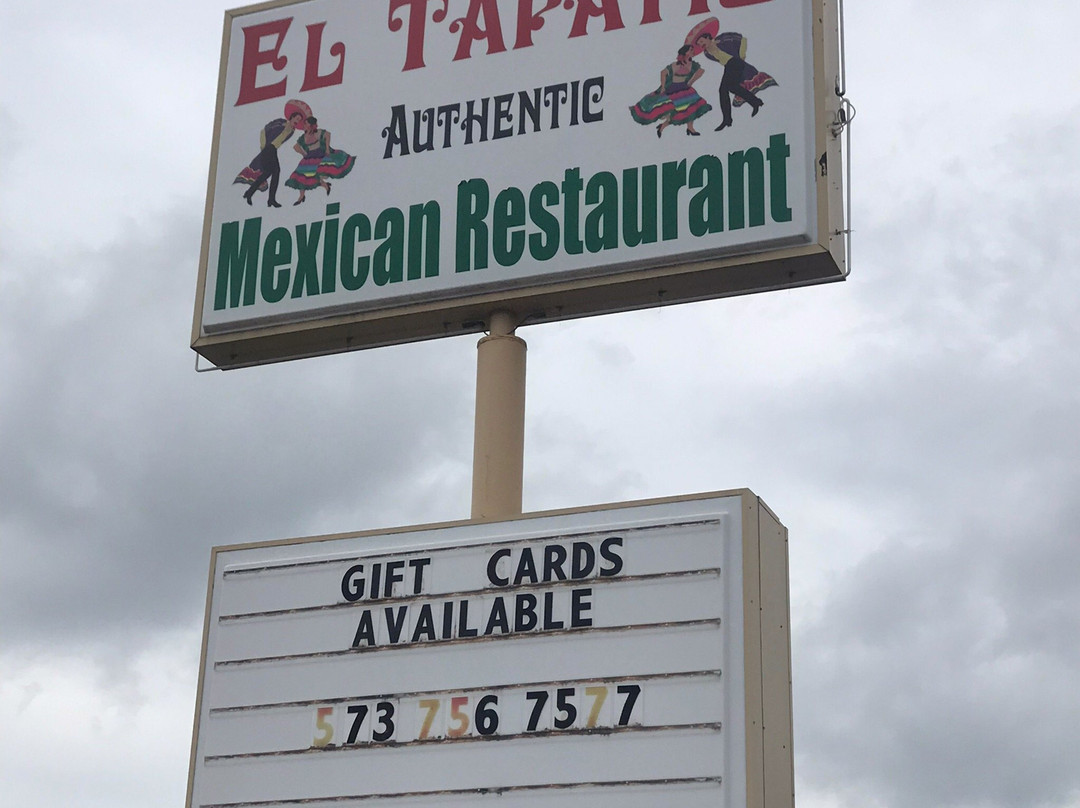 El Tapatio
Authentic
Mexican Restaurant
GIFT CARDS
AVAILABLE
573 756 7577